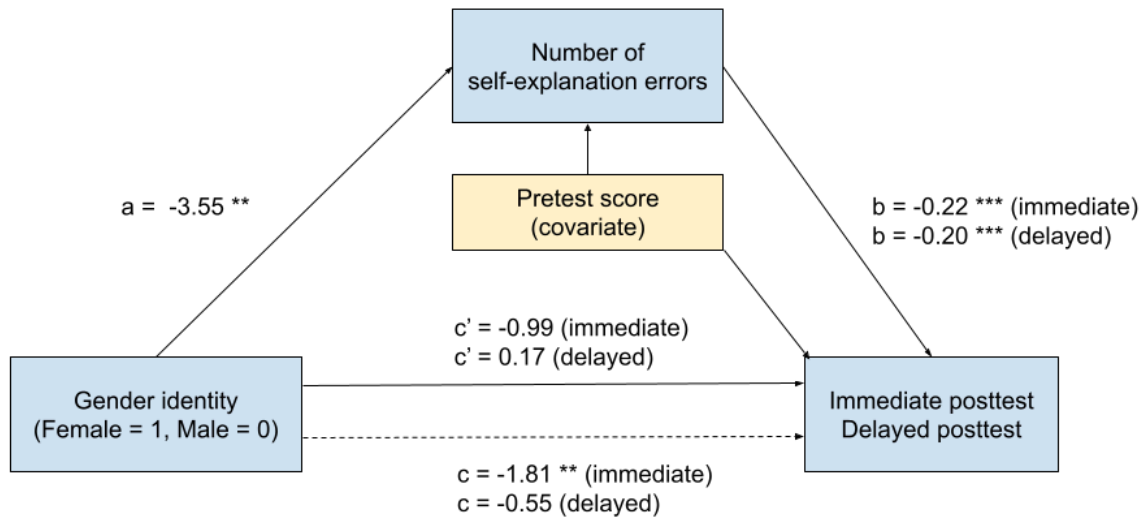 Number of
self-explanation errors
Pretest score
(covariate)
a =  -3.55 **
b = -0.22 *** (immediate)
b = -0.20 *** (delayed)
c' = -0.99 (immediate)
c' = 0.17 (delayed)
Gender identity
(Female = 1, Male = 0)
Immediate posttest
Delayed posttest
c = -1.81 ** (immediate)
c = -0.55 (delayed)